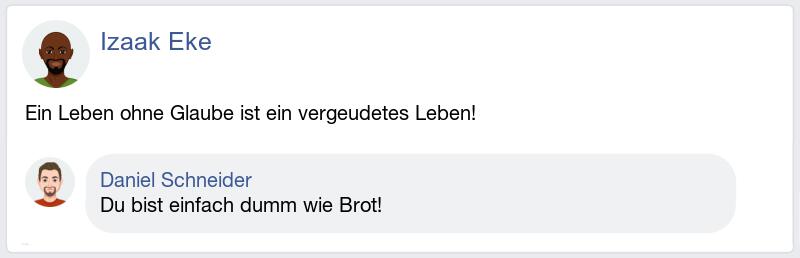 Izaak Eke
Ein Leben ohne Glaube ist ein vergeudetes Leben!
Daniel Schneider
Du bist einfach dumm wie Brot!